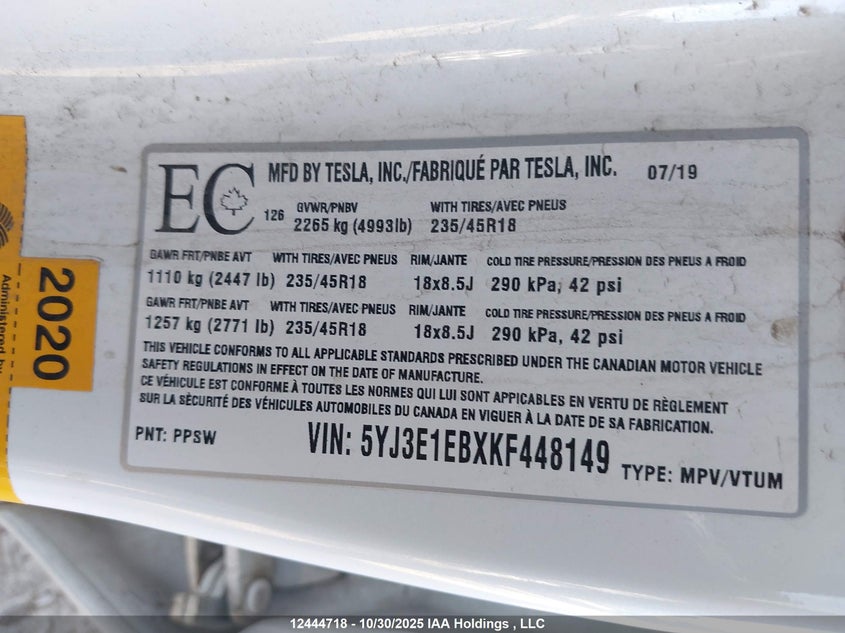 EC
126
MFD BY TESLA, INC./FABRIQUÉ PAR TESLA, INC. 07/19
GVWR/PNBV WITH TIRES/AVEC PNEUS
2265 kg (4993lb) 235/45R18
GAWR FRT/PNBE AVT WITH TIRES/AVEC PNEUS RIM/JANTE COLD TIRE PRESSURE/PRESSION DES PNEUS A FROID
1110 kg (2447 lb) 235/45R18 18x8.5J 290 kPa, 42 psi
GAWR FRT/PNBE AVT WITH TIRES/AVEC PNEUS RIM/JANTE COLD TIRE PRESSURE/PRESSION DES PNEUS A FROID
1257 kg (2771 lb) 235/45R18 18x8.5J 290 kPa, 42 psi
THIS VEHICLE CONFORMS TO ALL APPLICABLE STANDARDS PRESCRIBED UNDER THE CANADIAN MOTOR VEHICLE
SAFETY REGULATIONS IN EFFECT ON THE DATE OF MANUFACTURE.
CE VÉHICULE EST CONFORME À TOUTES LES NORMES QUI LUI SONT APPLICABLES EN VERTU DE RÈGLEMENT
SUR LA SÈCURITÉ DES VÉHICULES AUTOMOBILES DU CANADA EN VIGUER À LA DATE DE SA FABRICATION.
PNT: PPSW VIN: 5YJ3E1EBXKF448149 TYPE: MPV/VTUM
2020
Administered by
12444718 - 10/30/2025 IAA Holdings, LLC